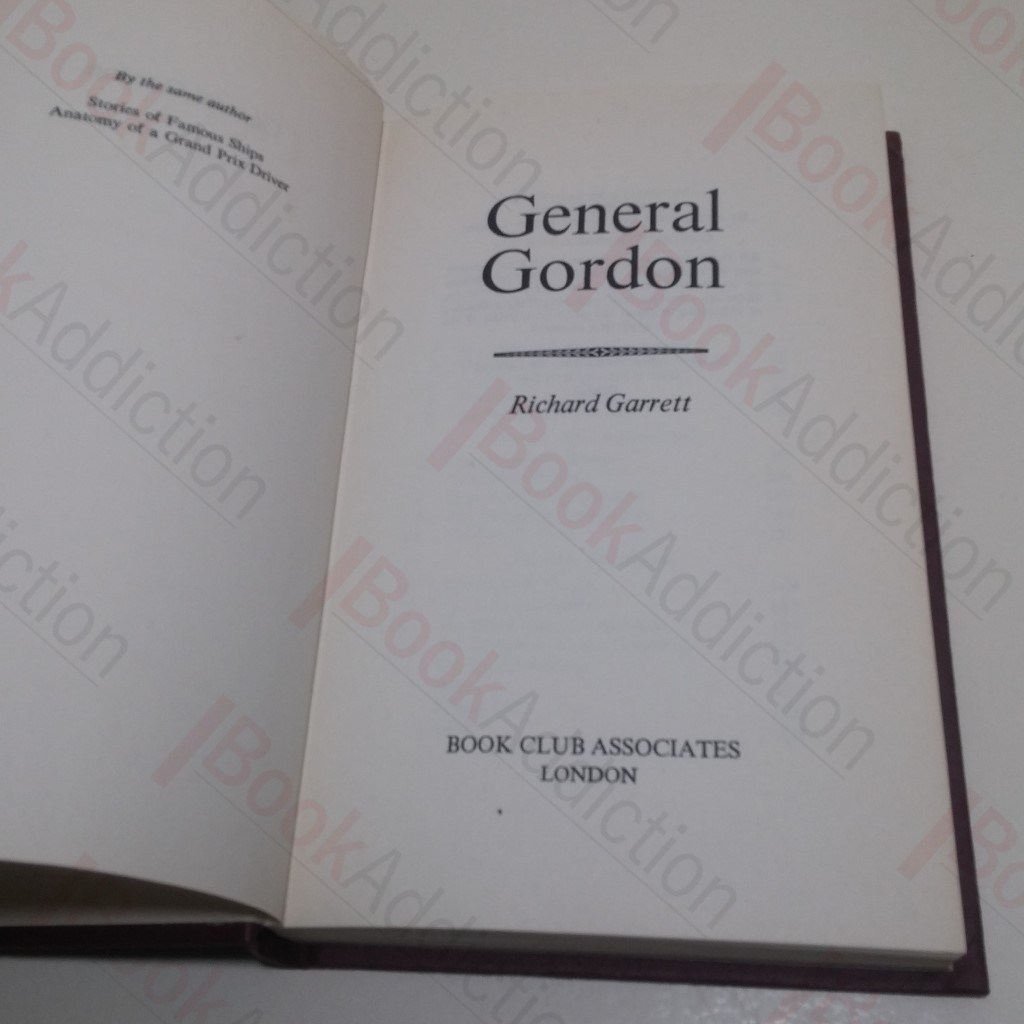 By the same author
Stories of Famous Ships
Anatomy of a Grand Prix Driver
General
Gordon
Richard Garrett
BOOK CLUB ASSOCIATES
LONDON
BookAddiction